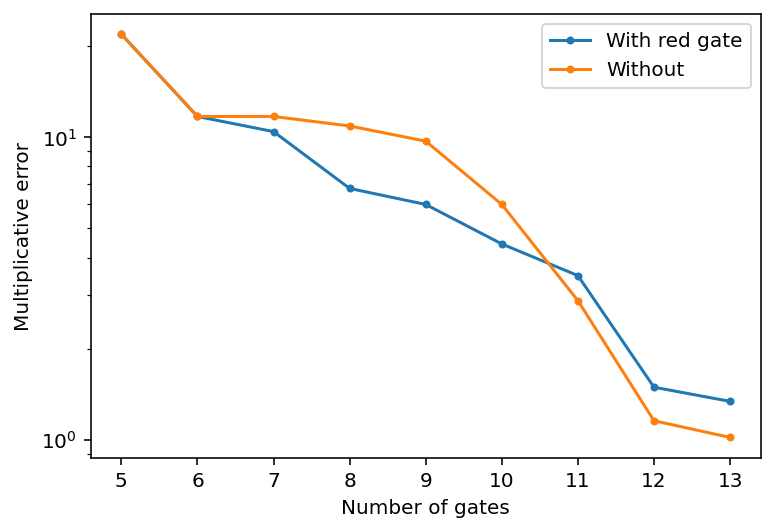 With red gate
Without
Multiplicative error
10¹
10⁰
5 6 7 8 9 10 11 12 13
Number of gates